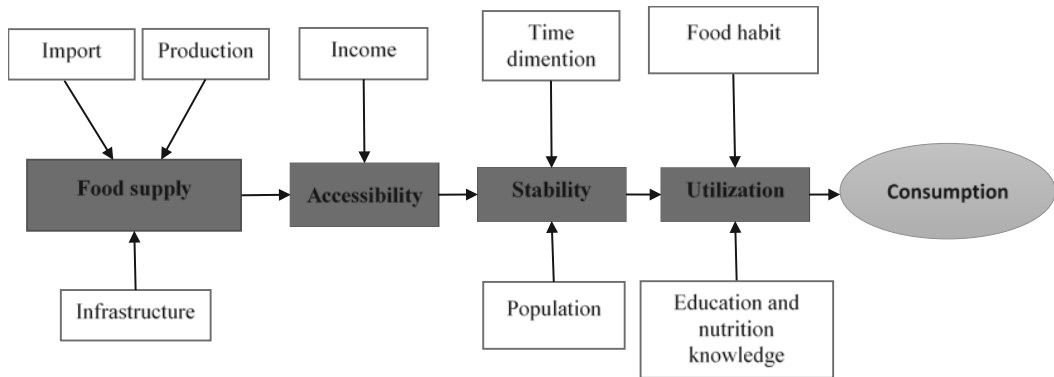 Import
Production
Income
Time
dimention
Food habit
Food supply
Accessibility
Stability
Utilization
Consumption
Infrastructure
Population
Education and
nutrition
knowledge